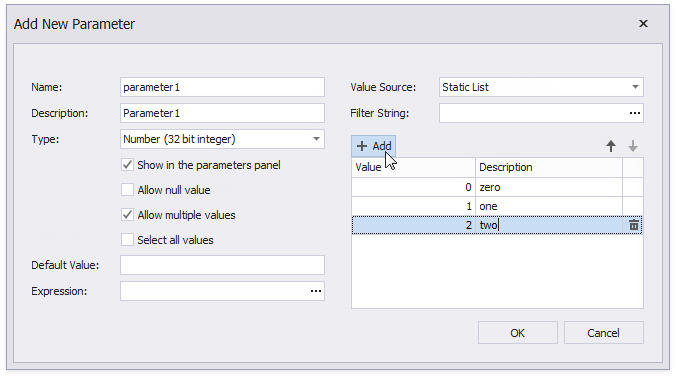 Add New Parameter
Name: parameter1
Description: Parameter1
Type: Number (32 bit integer)
Show in the parameters panel
Allow null value
Allow multiple values
Select all values
Default Value:
Expression: ...
Value Source: Static List
Filter String: ...
+ Add
Value Description
0 zero
1 one
2 two
OK Cancel